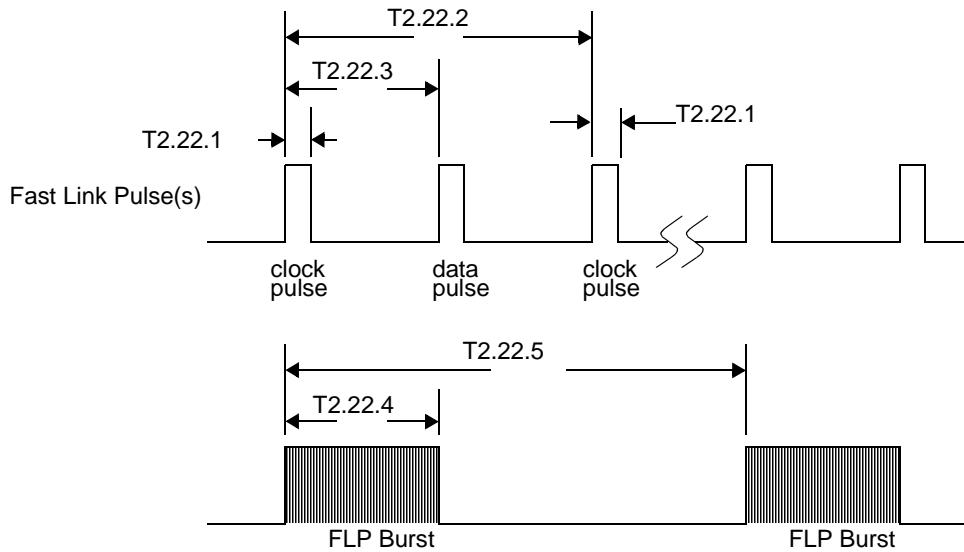 T2.22.2
T2.22.3
T2.22.1
T2.22.1
Fast Link Pulse(s)
clock
pulse
data
pulse
clock
pulse
T2.22.5
T2.22.4
FLP Burst
FLP Burst